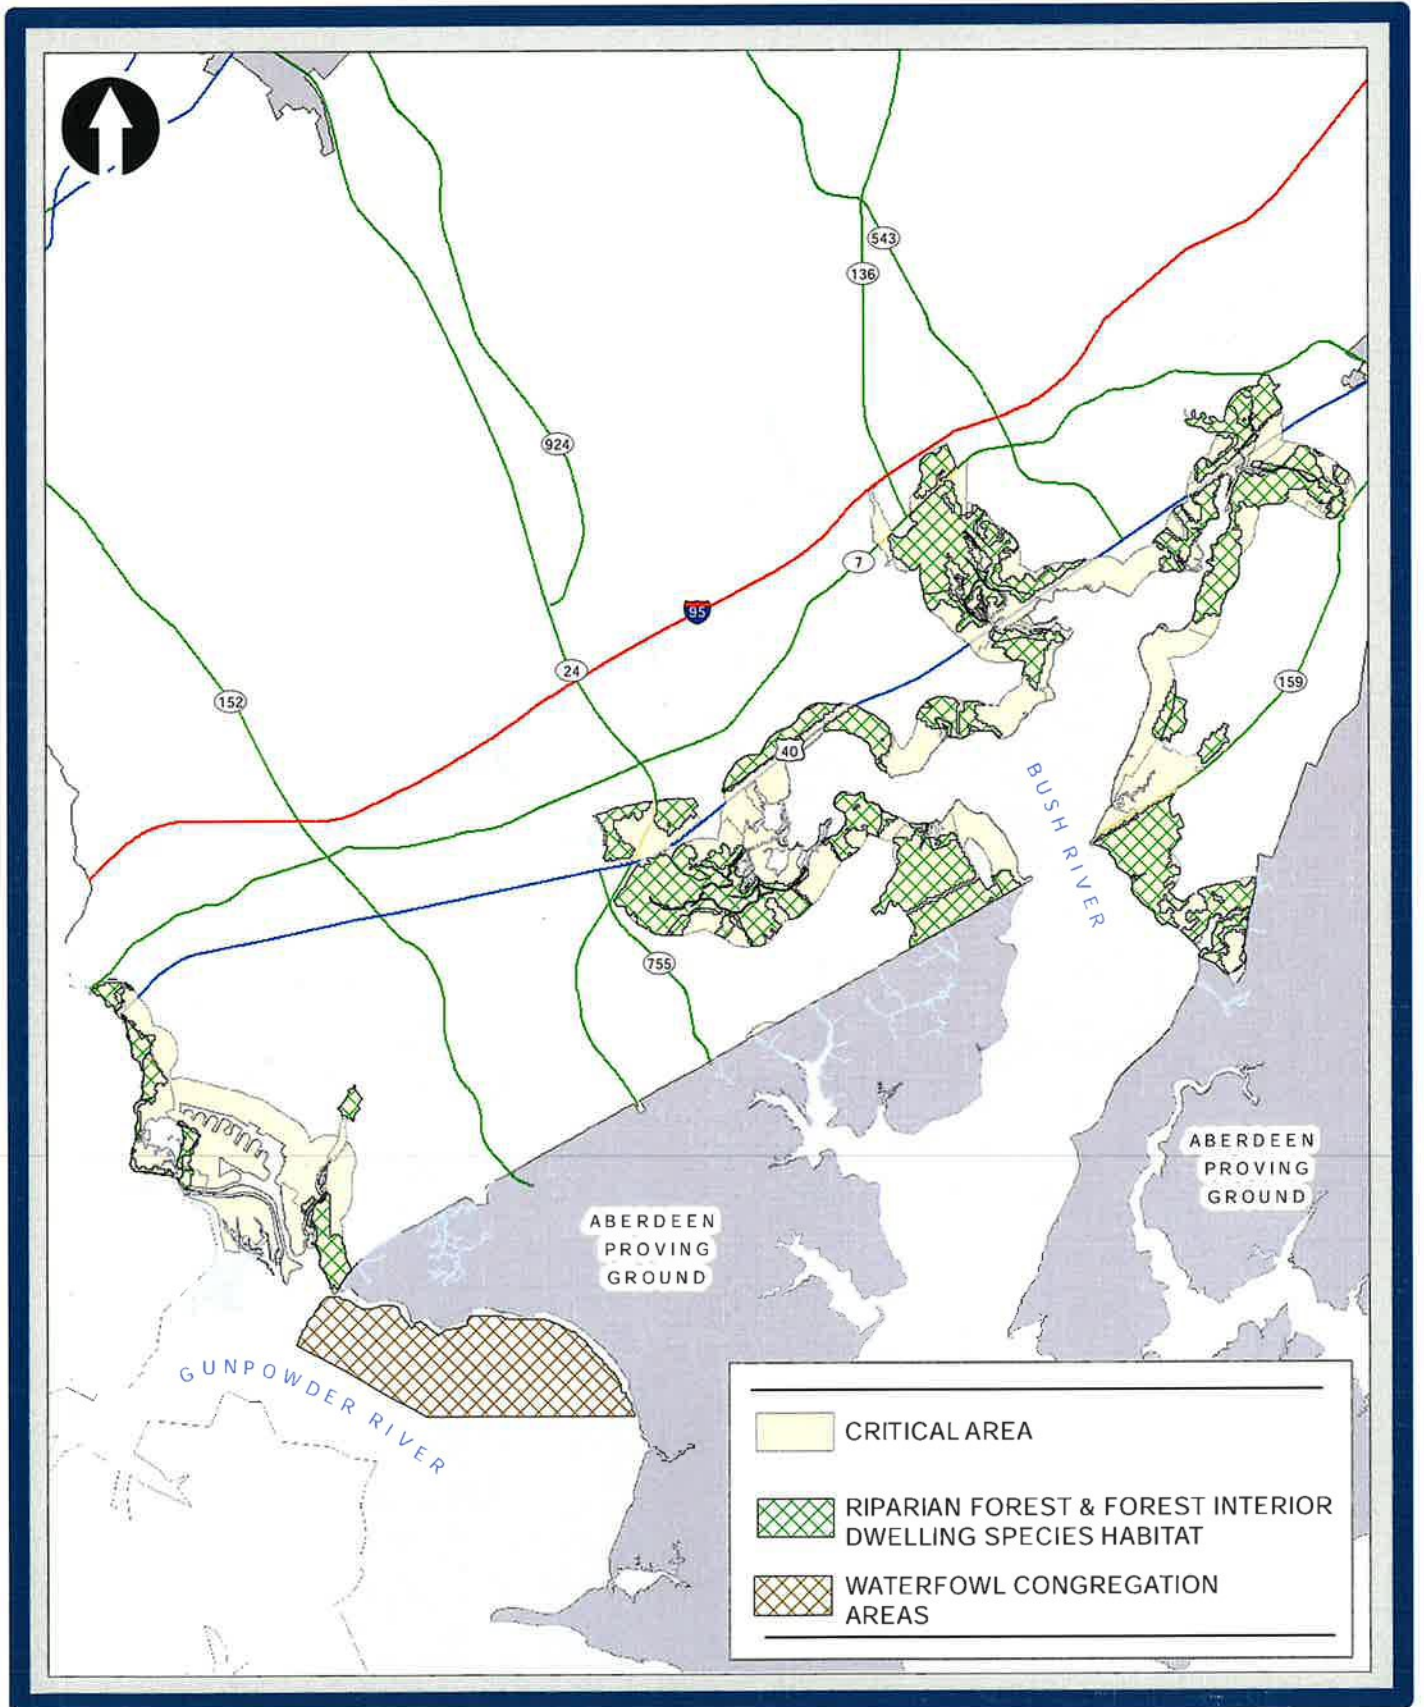 543
136
924
7
95
24
152
159
40
BUSH RIVER
755
ABERDEEN
PROVING
GROUND
ABERDEEN
PROVING
GROUND
GUNPOWDER RIVER
CRITICAL AREA
RIPARIAN FOREST & FOREST INTERIOR
DWELLING SPECIES HABITAT
WATERFOWL CONGREGATION
AREAS